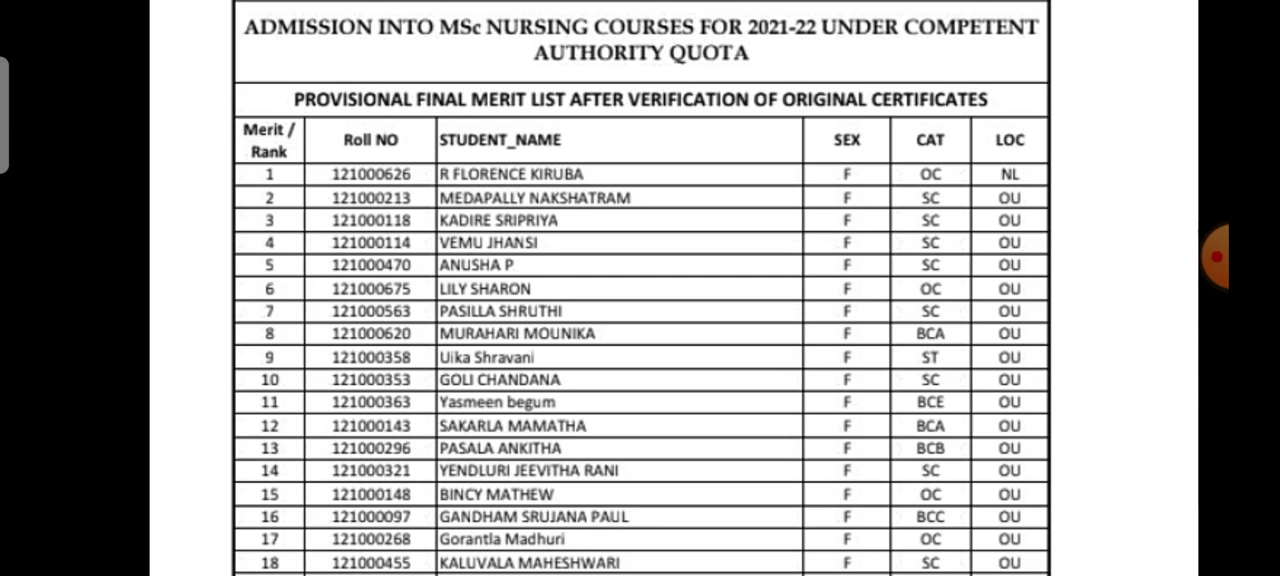 ADMISSION INTO MSc NURSING COURSES FOR 2021-22 UNDER COMPETENT
AUTHORITY QUOTA
PROVISIONAL FINAL MERIT LIST AFTER VERIFICATION OF ORIGINAL CERTIFICATES
Merit / Rank Roll NO STUDENT_NAME SEX CAT LOC
1 121000626 R FLORENCE KIRUBA F OC NL
2 121000213 MEDAPALLY NAKSHATRAM F SC OU
3 121000118 KADIRE SRIPRIYA F SC OU
4 121000114 VEMU JHANSI F SC OU
5 121000470 ANUSHA P F SC OU
6 121000675 LILY SHARON F OC OU
7 121000563 PASILLA SHRUTHI F SC OU
8 121000620 MURAHARI MOUNIKA F BCA OU
9 121000358 Uika Shravani F ST OU
10 121000353 GOLI CHANDANA F SC OU
11 121000363 Yasmeen begum F BCE OU
12 121000143 SAKARLA MAMATHA F BCA OU
13 121000296 PASALA ANKITHA F BCB OU
14 121000321 YENDLURI JEEVITHA RANI F SC OU
15 121000148 BINCY MATHEW F OC OU
16 121000097 GANDHAM SRUJANA PAUL F BCC OU
17 121000268 Gorantla Madhuri F OC OU
18 121000455 KALUVALA MAHESHWARI F SC OU